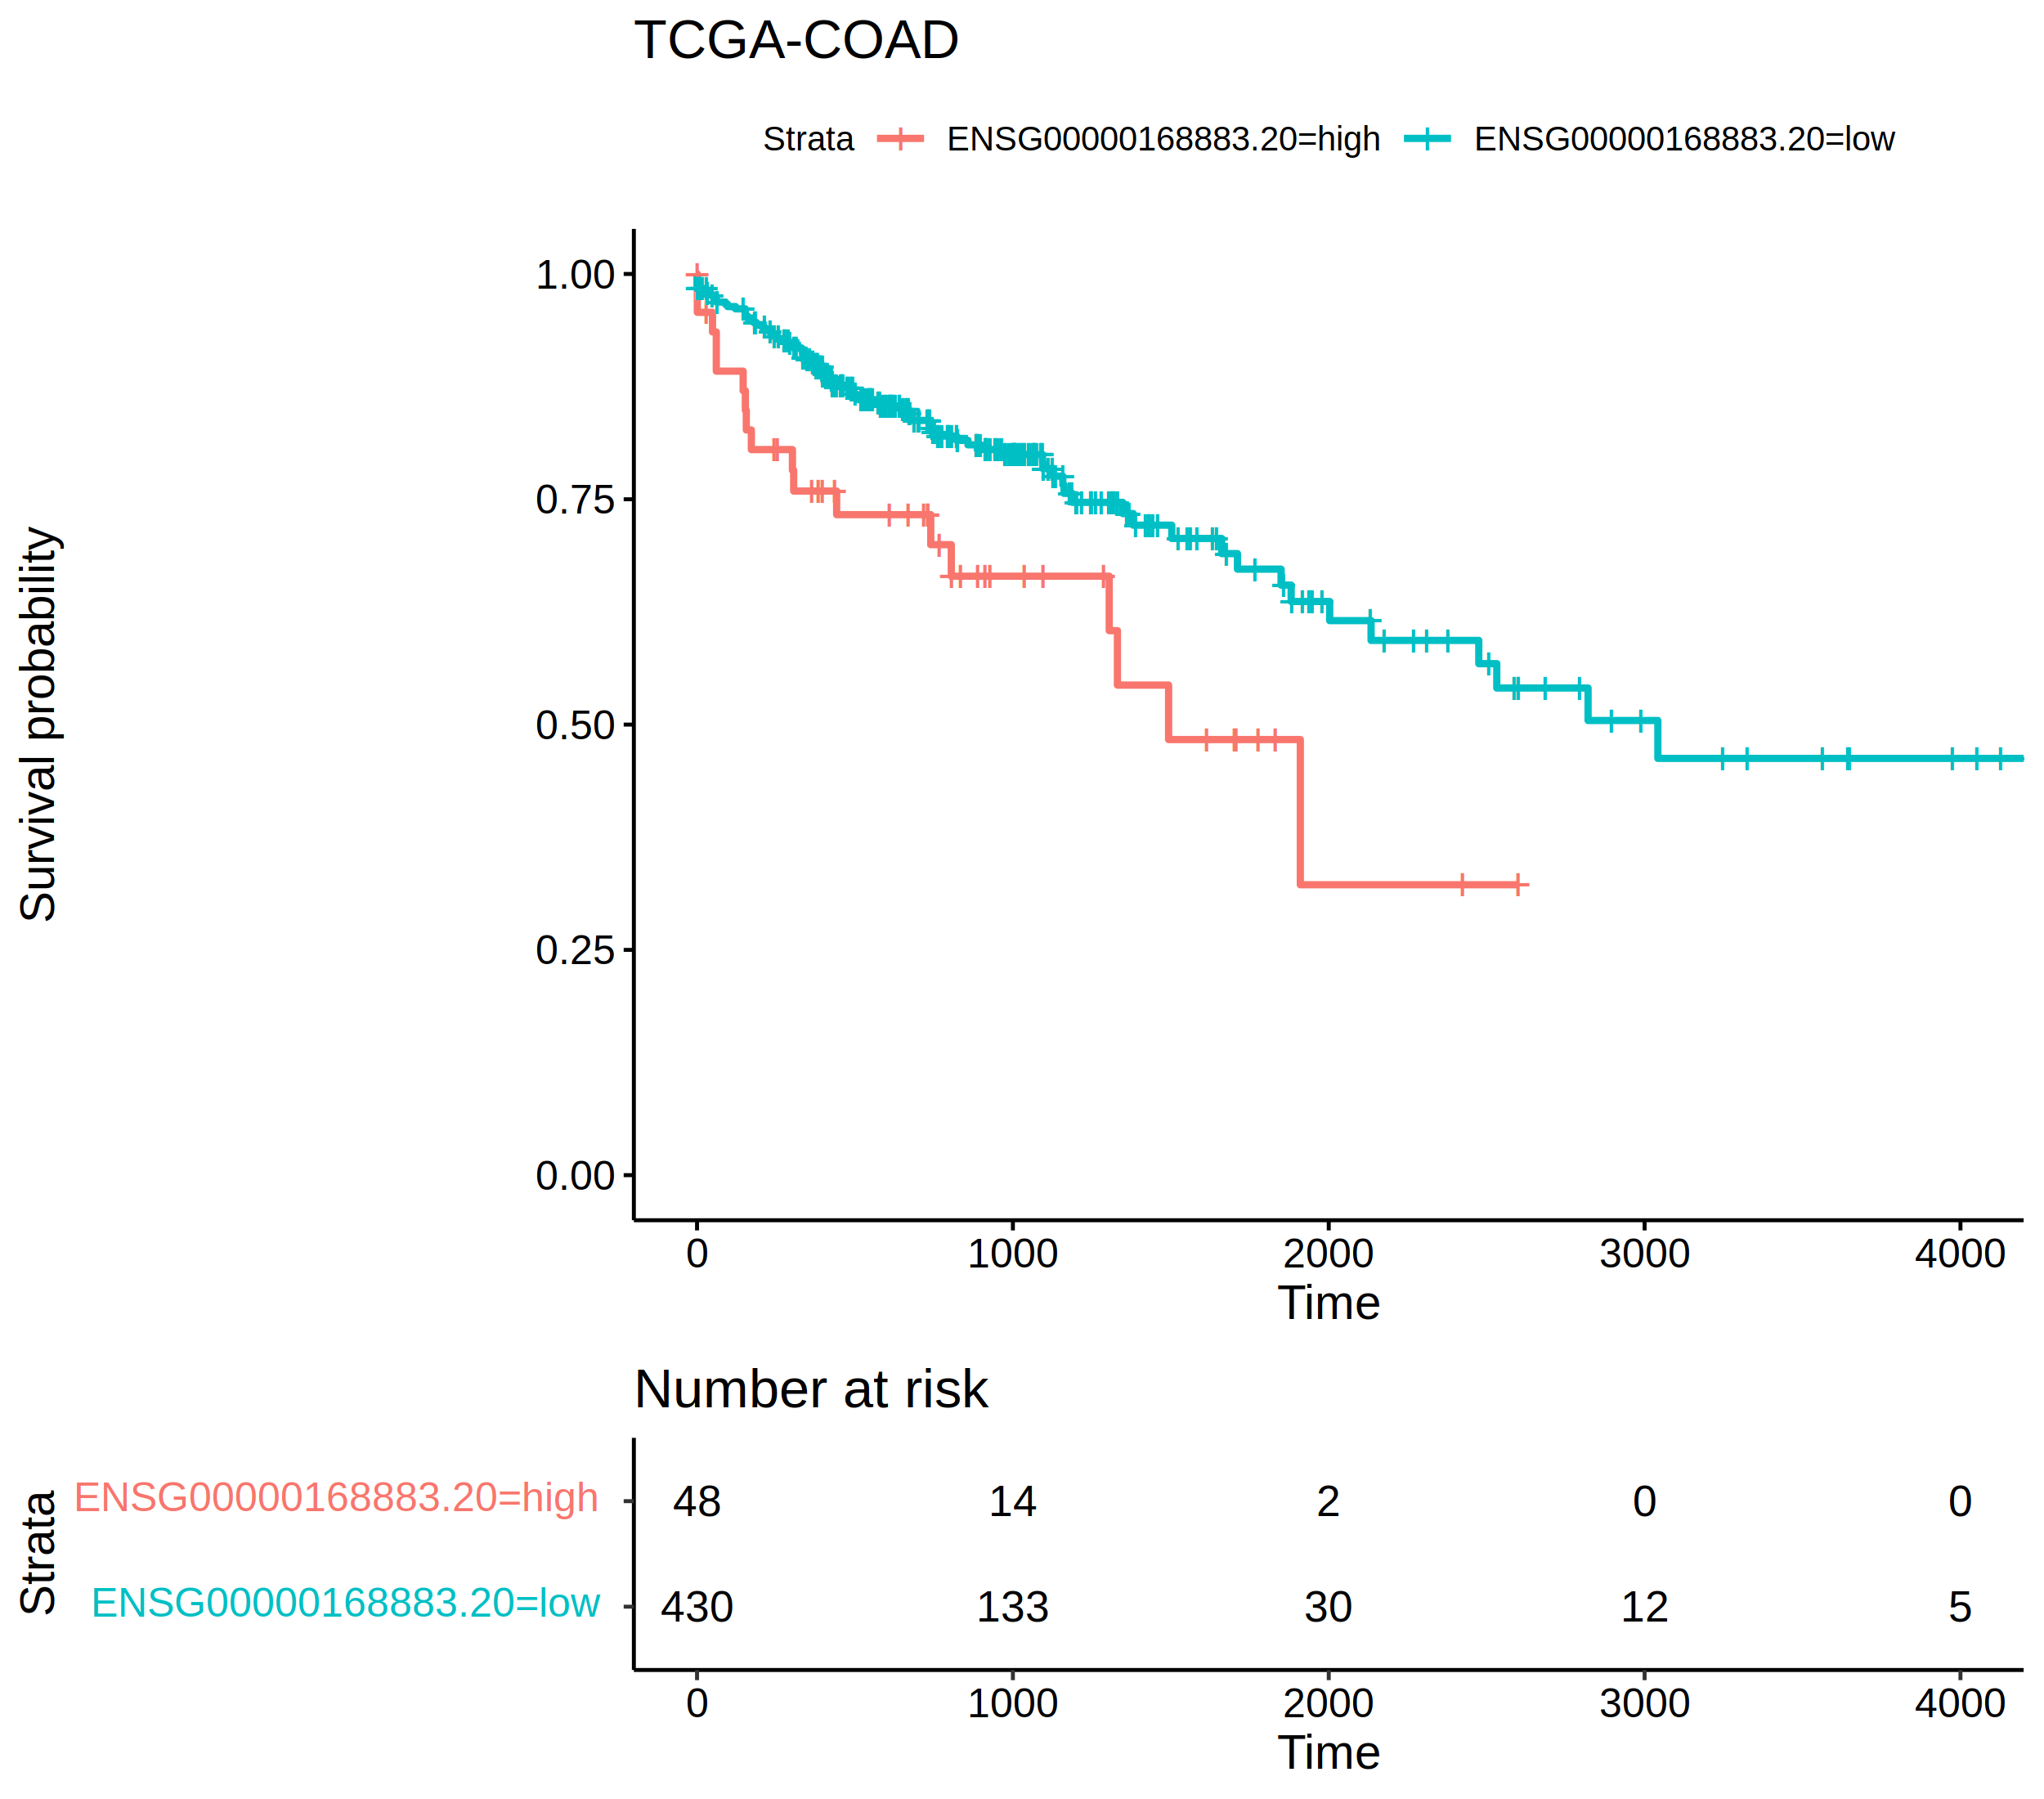 TCGA-COAD
Strata ENSG00000168883.20=high ENSG00000168883.20=low
Survival probability
1.00
0.75
0.50
0.25
0.00
0 1000 2000 3000 4000
Time
Number at risk
Strata
ENSG00000168883.20=high 48 14 2 0 0
ENSG00000168883.20=low 430 133 30 12 5
0 1000 2000 3000 4000
Time